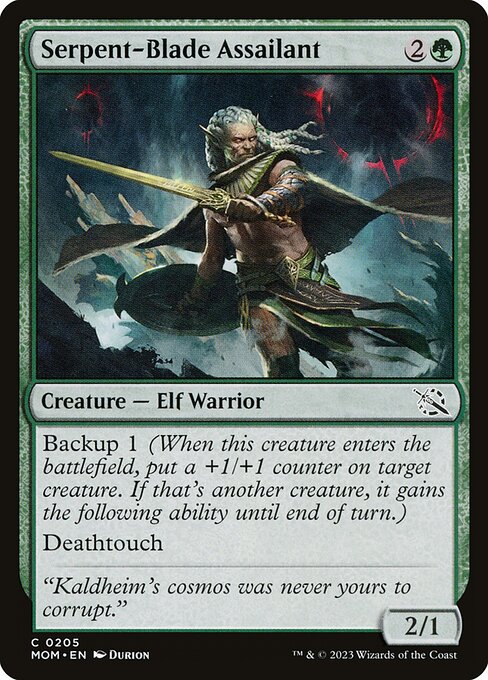 Serpent-Blade Assailant 2
Creature — Elf Warrior
Backup 1 (When this creature enters the
battlefield, put a +1/+1 counter on target
creature. If that's another creature, it gains
the following ability until end of turn.)
Deathtouch
“Kaldheim's cosmos was never yours to
corrupt.”
2/1
C 0205
MOM • EN Durion
™ & © 2023 Wizards of the Coast